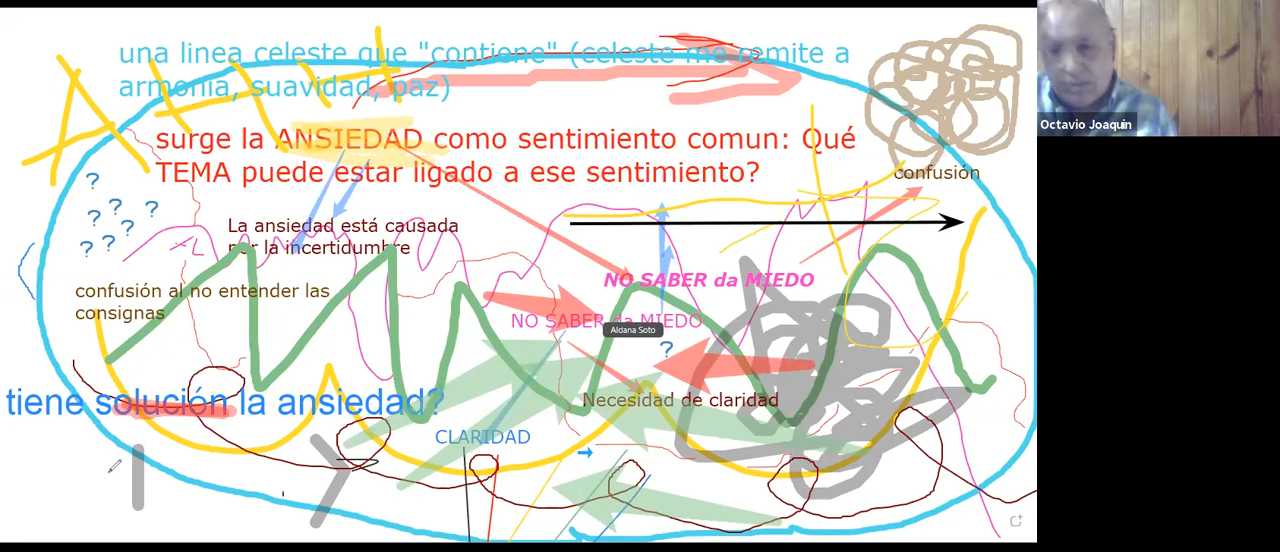 una linea celeste que "contiene" (celeste me remite a
armonia, suavidad, paz)
AHHH
surge la ANSIEDAD como sentimiento comun: Qué
TEMA puede estar ligado a ese sentimiento?
Octavio Joaquin
confusión
? ? ? ? ? ? ?
La ansiedad está causada
por la incertidumbre
NO SABER da MIEDO
confusión al no entender las
consignas
NO SABER da MIEDO
Aldana Soto
?
tiene solución la ansiedad?
Necesidad de claridad
CLARIDAD
I Y